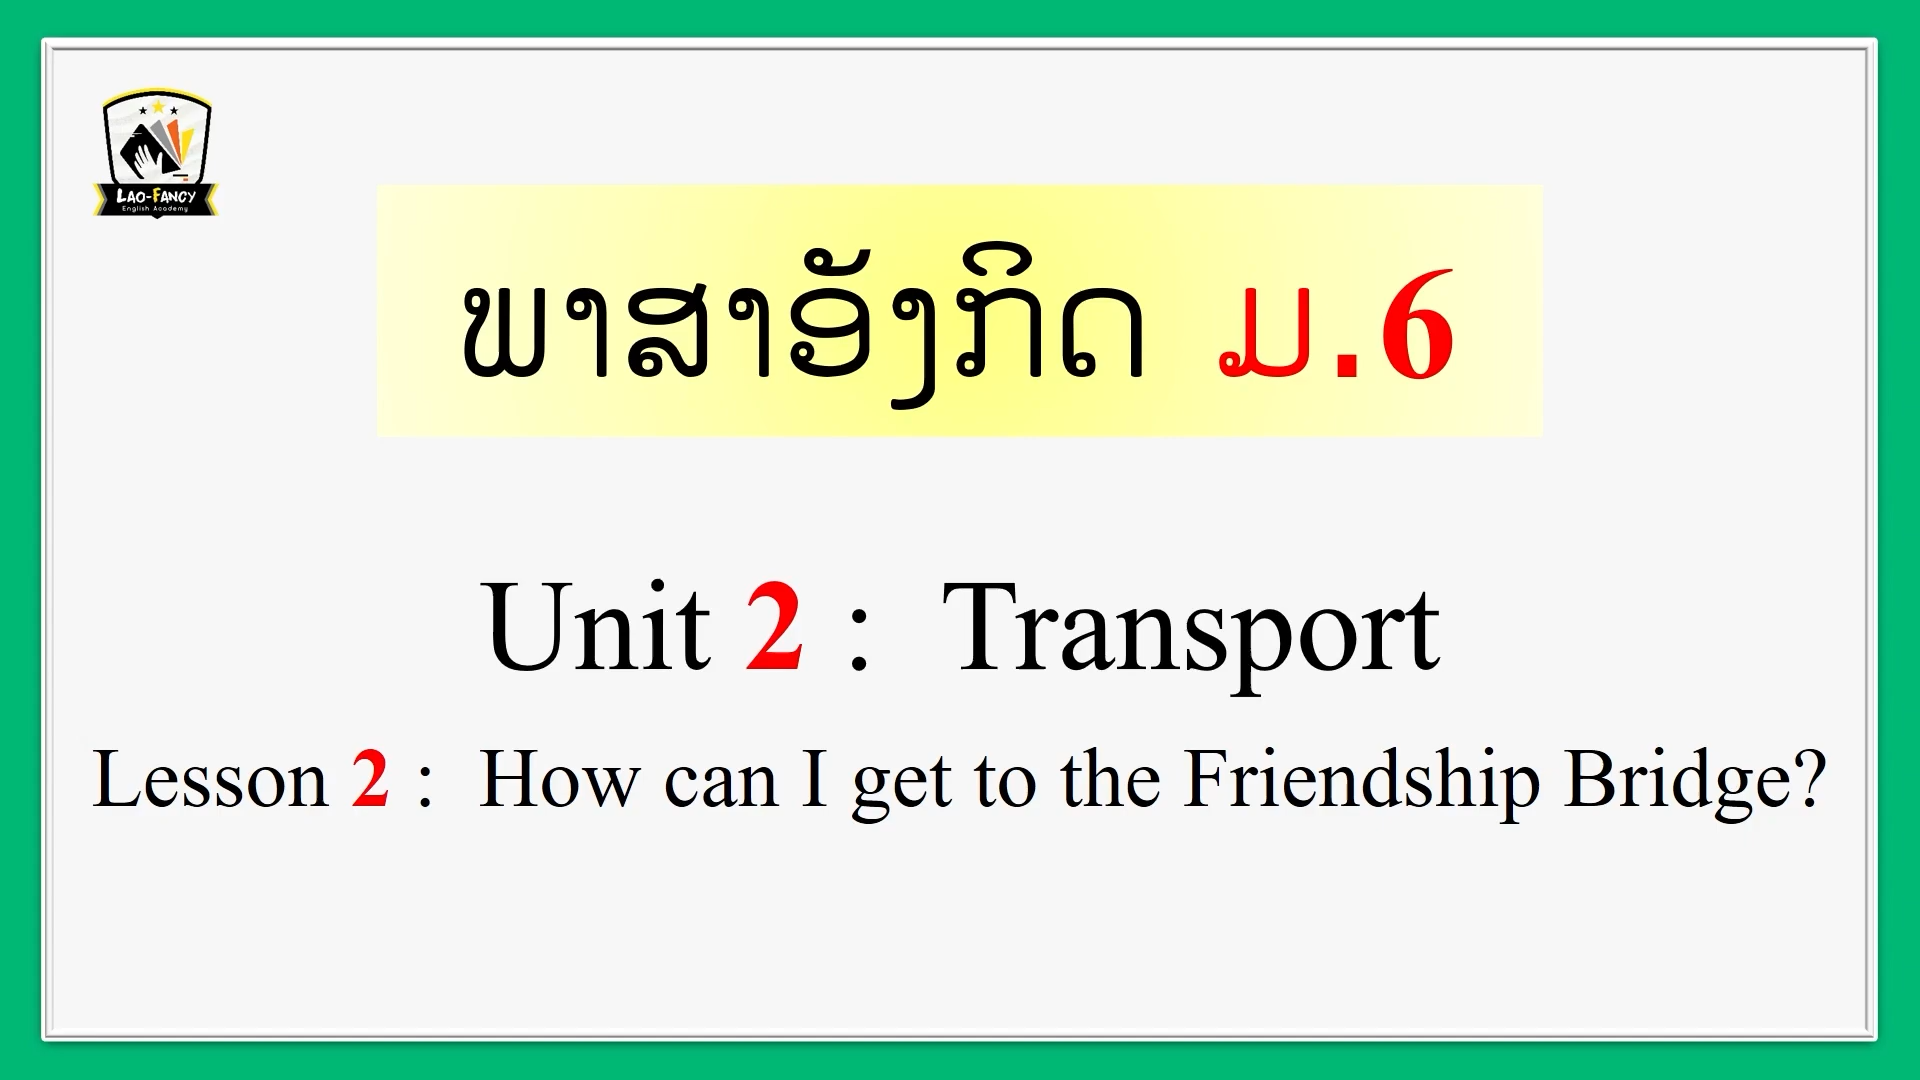 LAO-FANCY
English Academy
ພາສາອັງກິດ ມ.6
Unit 2 : Transport
Lesson 2 : How can I get to the Friendship Bridge?